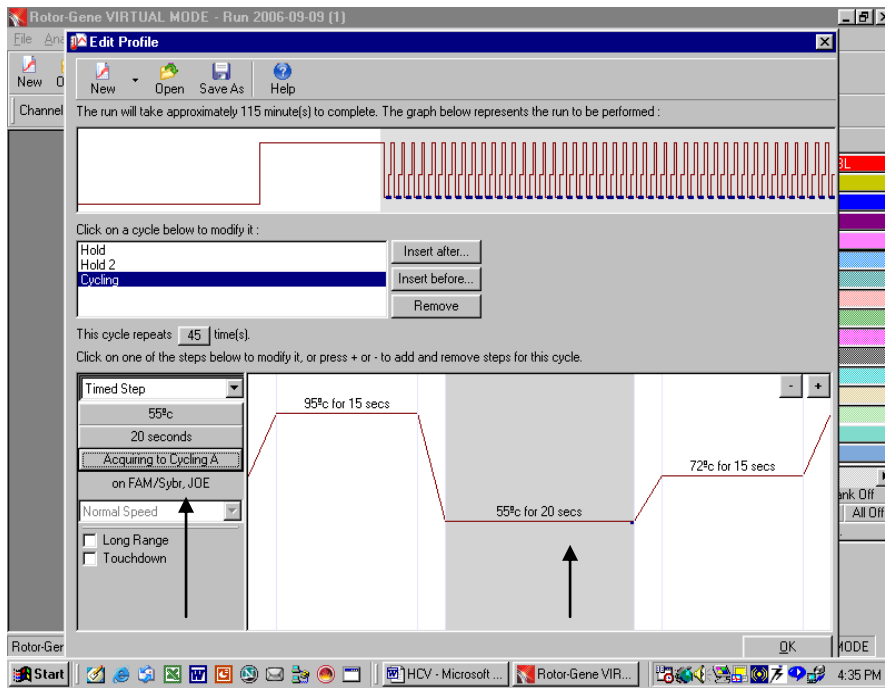 Rotor-Gene VIRTUAL MODE - Run 2006-09-09 (1)
File
Edit Profile
New
New
Open
Save As
Help
Channel
The run will take approximately 115 minute(s) to complete. The graph below represents the run to be performed :
BL
Click on a cycle below to modify it :
Hold
Hold 2
Cycling
Insert after...
Insert before...
Remove
This cycle repeats 45 time(s).
Click on one of the steps below to modify it, or press + or - to add and remove steps for this cycle.
Timed Step
- +
55ºc
95ºc for 15 secs
20 seconds
Acquiring to Cycling A
72ºc for 15 secs
on FAM/Sybr, JOE
Normal Speed
55ºc for 20 secs
Long Range
Touchdown
All Off
OK
Start
HCV - Microsoft ...
Rotor-Gene VIR...
4:35 PM